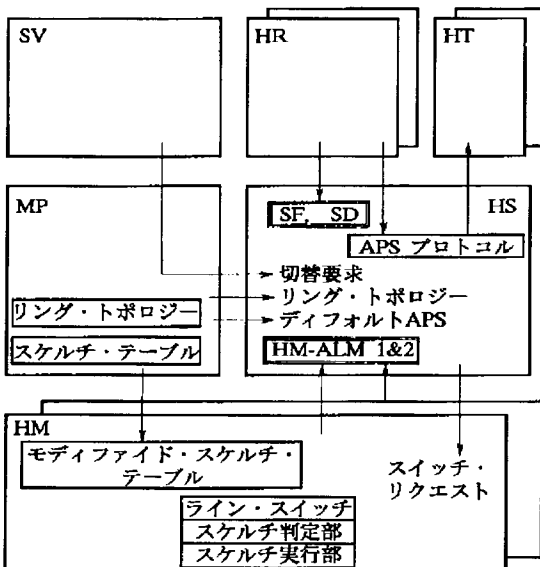 SV
HR
HT
MP
HS
SF, SD
APS プロトコル
切替要求
リング・トポロジー
リング・トポロジー
ディフォルトAPS
スケルチ・テーブル
HM-ALM 1&2
HM
モディファイド・スケルチ・
テーブル
スイッチ・
リクエスト
ライン・スイッチ
スケルチ判定部
スケルチ実行部